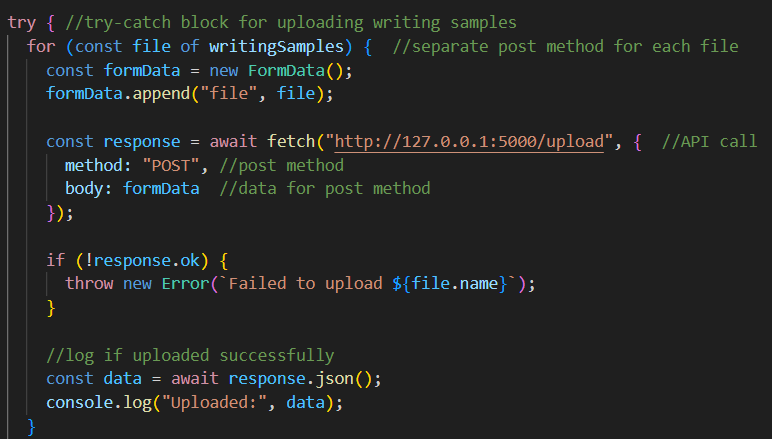 try { //try-catch block for uploading writing samples
for (const file of writingSamples) {  //separate post method for each file
const formData = new FormData();
formData.append("file", file);
const response = await fetch("http://127.0.0.1:5000/upload", {  //API call
method: "POST", //post method
body: formData  //data for post method
});
if (!response.ok) {
throw new Error(`Failed to upload ${file.name}`);
}
//log if uploaded successfully
const data = await response.json();
console.log("Uploaded:", data);
}